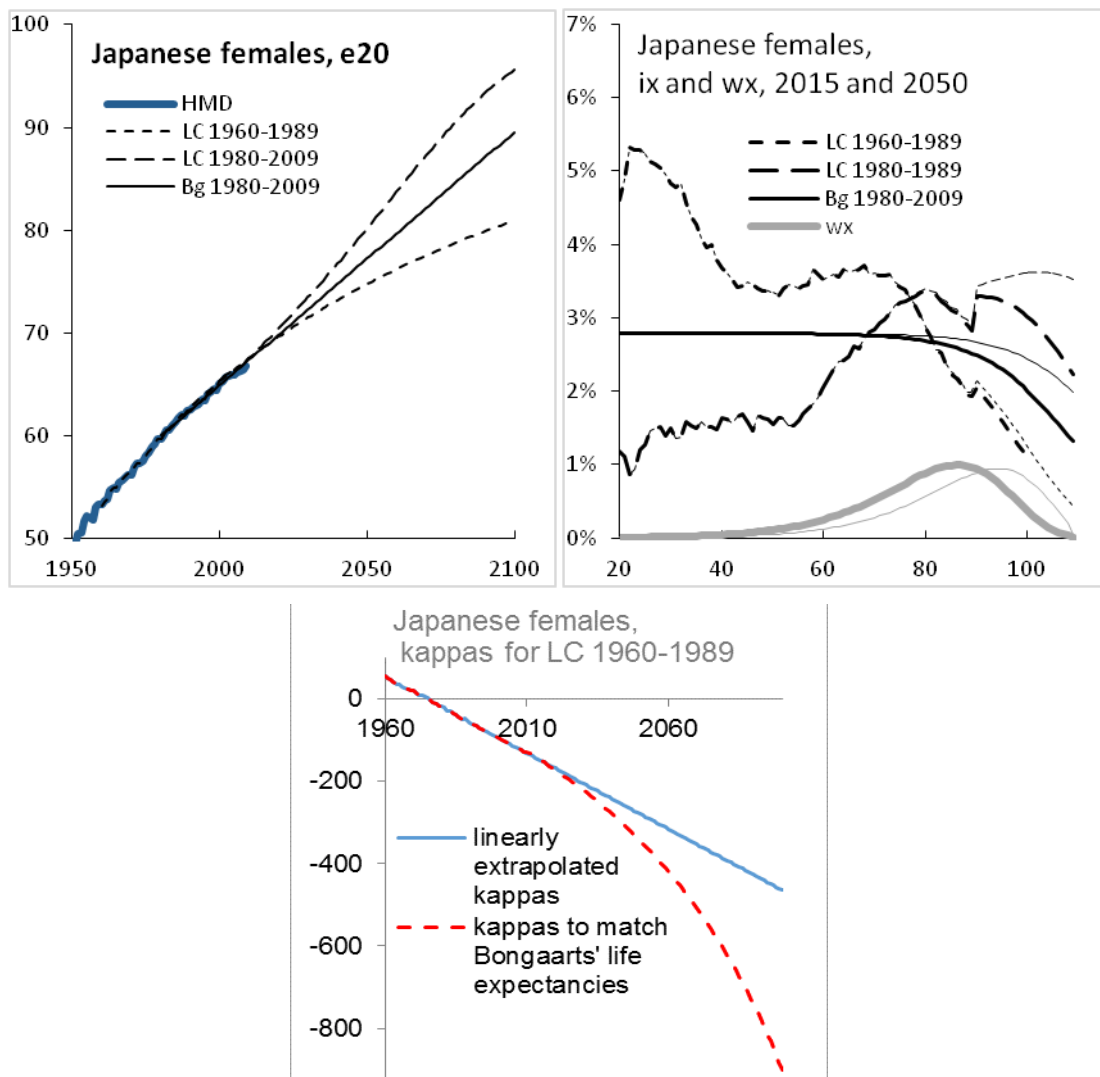 Japanese females, e20
HMD
LC 1960-1989
LC 1980-2009
Bg 1980-2009
100
90
80
70
60
50
1950
2000
2050
2100
Japanese females,
ix and wx, 2015 and 2050
LC 1960-1989
LC 1980-1989
Bg 1980-2009
wx
7%
6%
5%
4%
3%
2%
1%
0%
20
40
60
80
100
Japanese females,
kappas for LC 1960-1989
0
1960
2010
2060
-200
-400
-600
-800
linearly
extrapolated
kappas
kappas to match
Bongaarts' life
expectancies